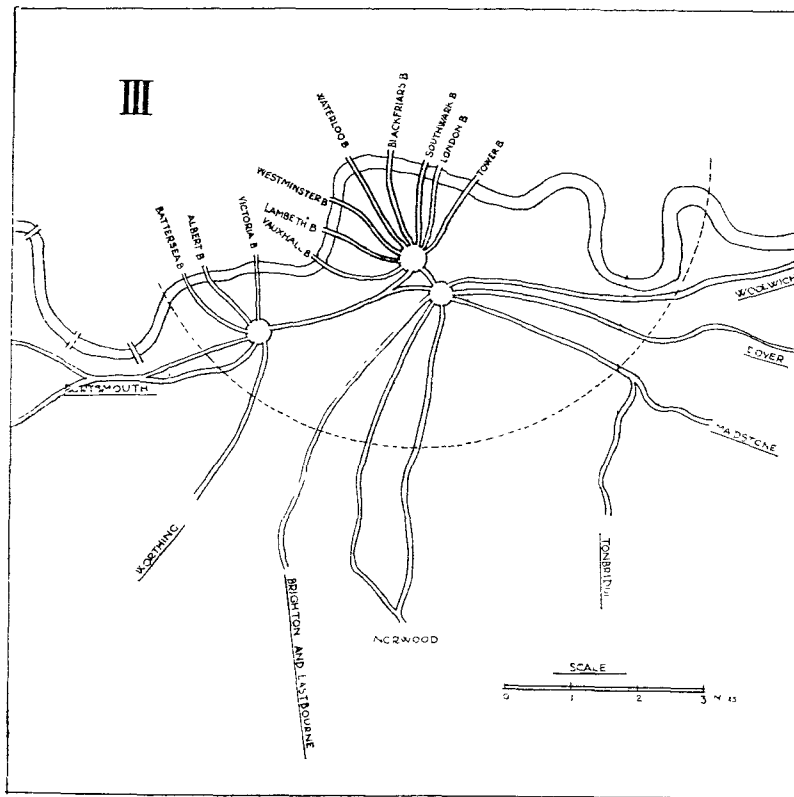 III
WATERLOO B
BLACKFRIARS B
SOUTHWARK B
LONDON B
TOWER B
WESTMINSTER B
LAMBETH B
VAUXHALL B
VICTORIA B
ALBERT B
BATTERSEA B
WOOLWICH
DOVER
MAIDSTONE
TONBRIDGE
WORTHING
BRIGHTON AND EASTBOURNE
NORWOOD
SCALE
0 1 2 3